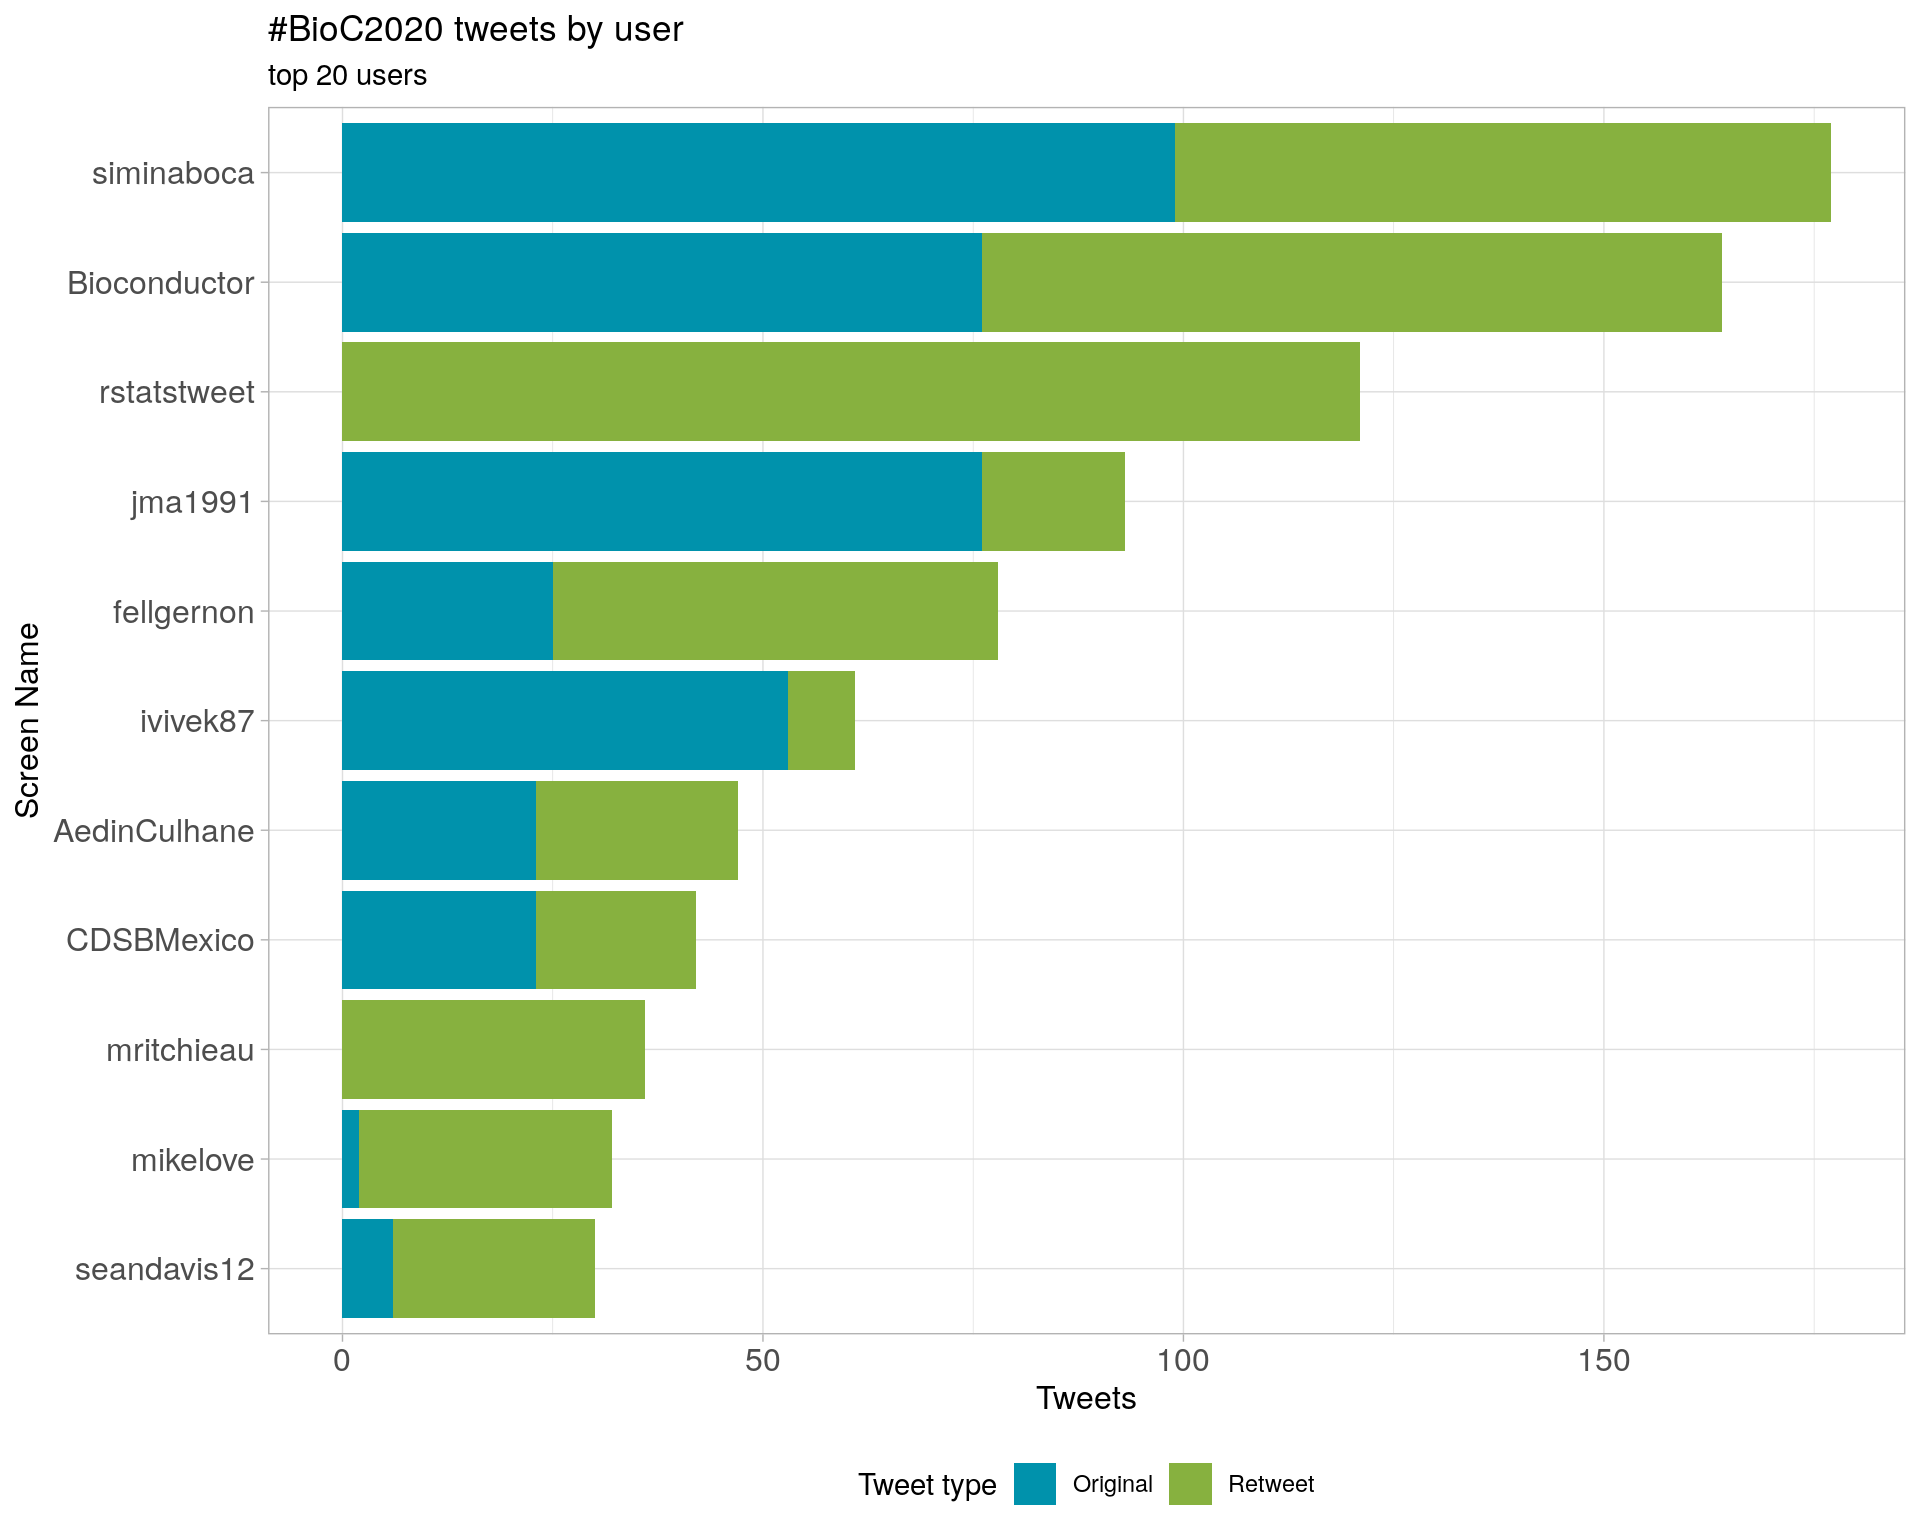 #BioC2020 tweets by user
top 20 users
Screen Name
siminaboca
Bioconductor
rstatstweet
jma1991
fellgernon
ivivek87
AedinCulhane
CDSBMexico
mritchieau
mikelove
seandavis12
0 50 100 150
Tweets
Tweet type Original Retweet